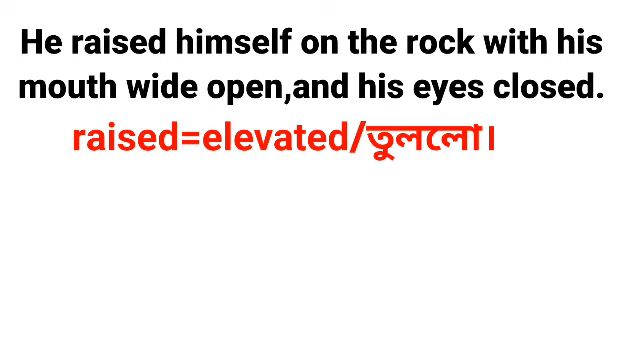 He raised himself on the rock with his
mouth wide open,and his eyes closed.
raised=elevated/তুললো।